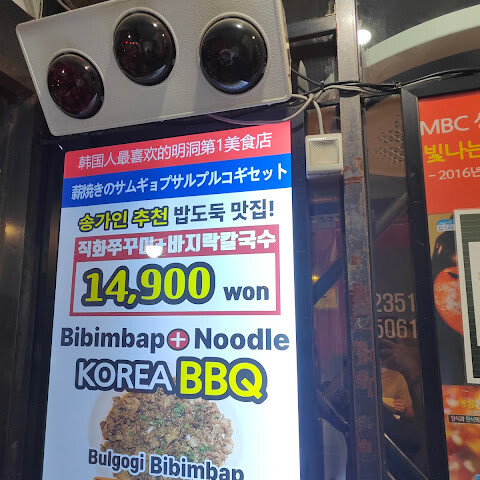 韩国人最喜欢的明洞第1美食店
薪焼きのサムギョプサルプルコギセット
송가인 추천 밥도둑 맛집!
직화쭈꾸미+바지락칼국수
14,900 won
Bibimbap + Noodle
KOREA BBQ
Bulgogi Bibimbap
MBC
빛나는
- 2016년
2351
5061